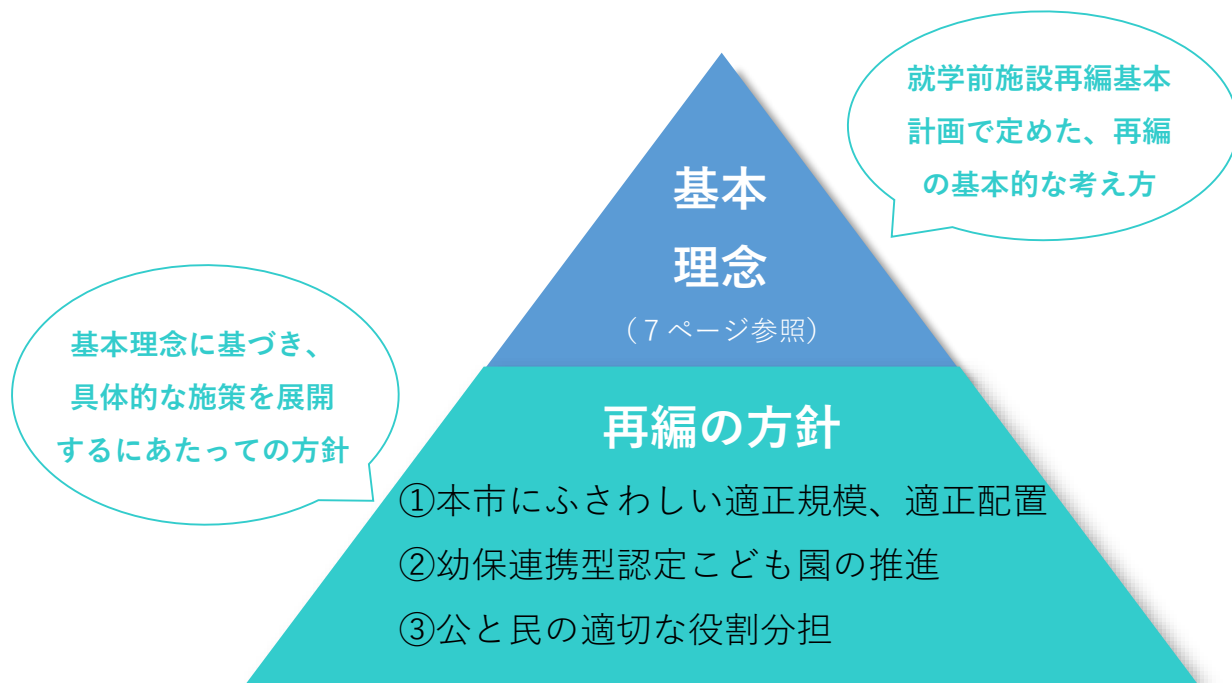 就学前施設再編基本
計画で定めた、再編
の基本的な考え方
基本
理念
（７ページ参照）
基本理念に基づき、
具体的な施策を展開
するにあたっての方針
再編の方針
①本市にふさわしい適正規模、適正配置
②幼保連携型認定こども園の推進
③公と民の適切な役割分担